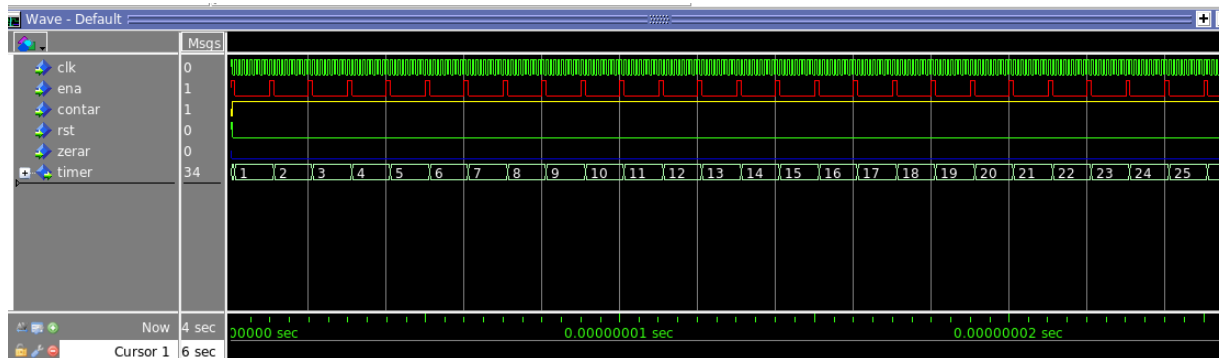 Wave - Default
Msgs
clk 0
ena 1
contar 1
rst 0
zerar 0
timer 34 1 2 3 4 5 6 7 8 9 10 11 12 13 14 15 16 17 18 19 20 21 22 23 24 25
Now 4 sec 00000 sec 0.00000001 sec 0.00000002 sec
Cursor 1 6 sec